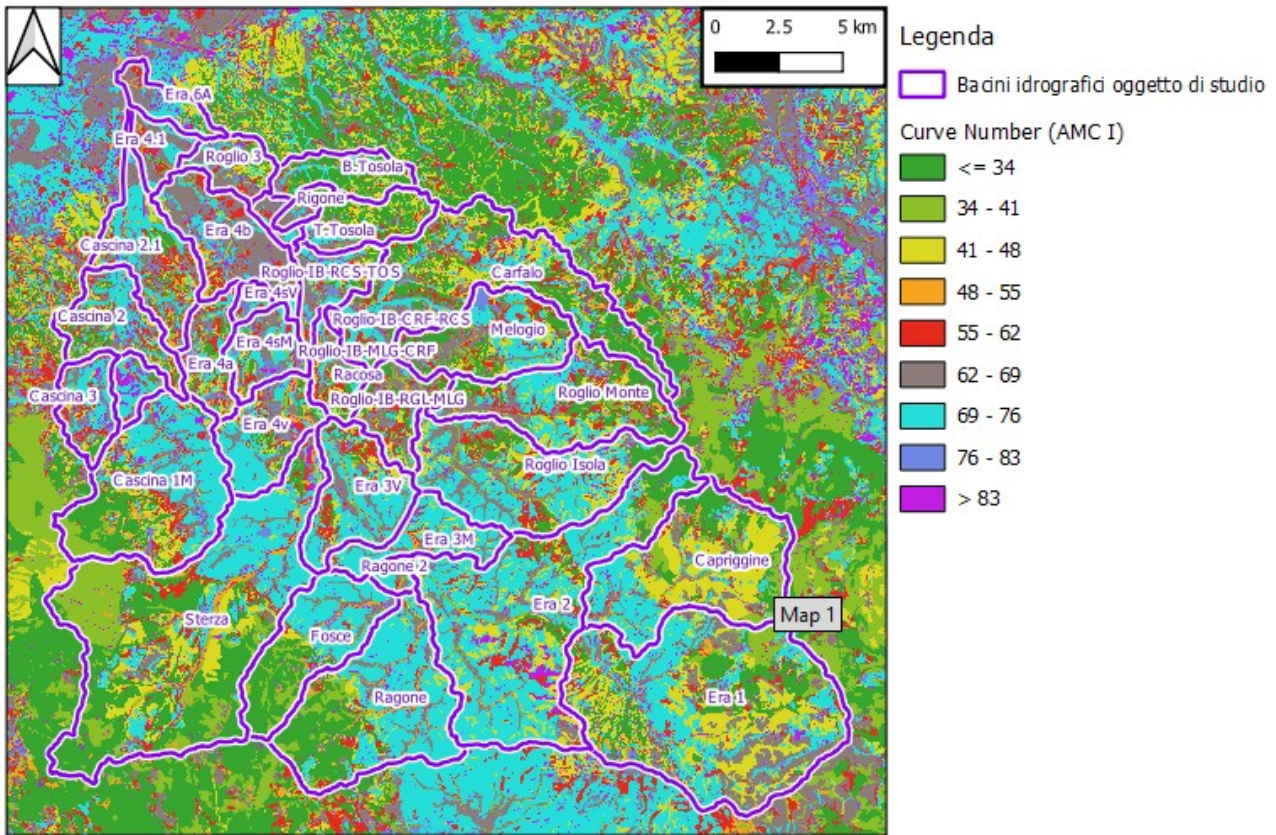 0 2.5 5 km
Legenda
Bacini idrografici oggetto di studio
Curve Number (AMC I)
<= 34
34 - 41
41 - 48
48 - 55
55 - 62
62 - 69
69 - 76
76 - 83
> 83
Era 6A
Era 4.1
Roglio 3
B.Tosola
Rigone
Era 4b
T.Tosola
Cascina 2.1
Roglio-IB-RCS-TOS
Carfalo
Era 4sV
Cascina 2
Roglio-IB-CRF-RCS
Melogio
Era 4sM
Roglio-IB-MLG-CRF
Era 4a
Racosa
Cascina 3
Roglio Monte
Roglio-IB-RGL-MLG
Era 4v
Roglio Isola
Cascina 1M
Era 3V
Era 3M
Capriggine
Ragone 2
Era 2
Map 1
Sterza
Fosce
Ragone
Era 1